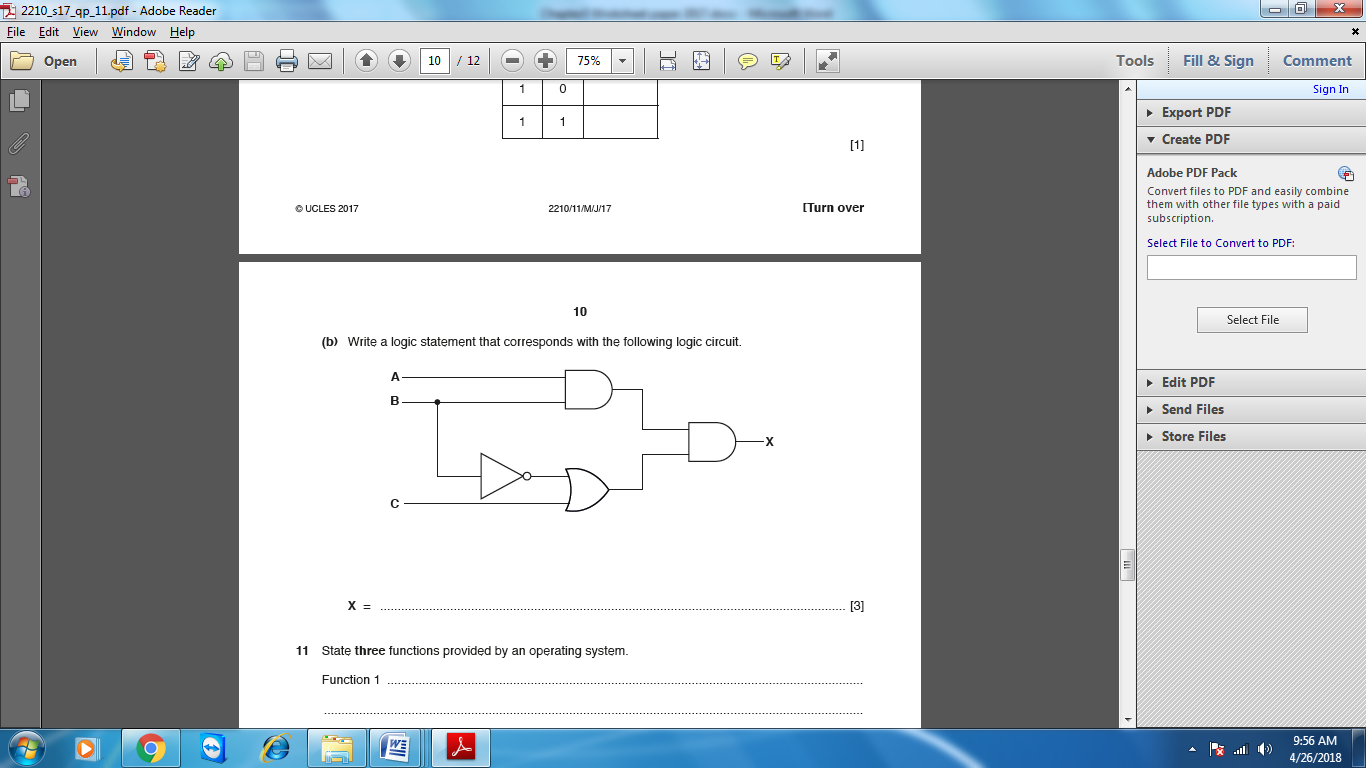 2210_s17_qp_11.pdf - Adobe Reader
File Edit View Window Help
Open 10 / 12 75% Tools Fill & Sign Comment
Sign In
Export PDF
Create PDF
Adobe PDF Pack
Convert files to PDF and easily combine
them with other file types with a paid
subscription.
Select File to Convert to PDF:
Select File
Edit PDF
Send Files
Store Files
1 0
1 1
[1]
© UCLES 2017 2210/11/M/J/17 [Turn over
10
(b) Write a logic statement that corresponds with the following logic circuit.
A
B
X
C
X = ........................................ [3]
11 State three functions provided by an operating system.
Function 1 ........................................
........................................
9:56 AM
4/26/2018